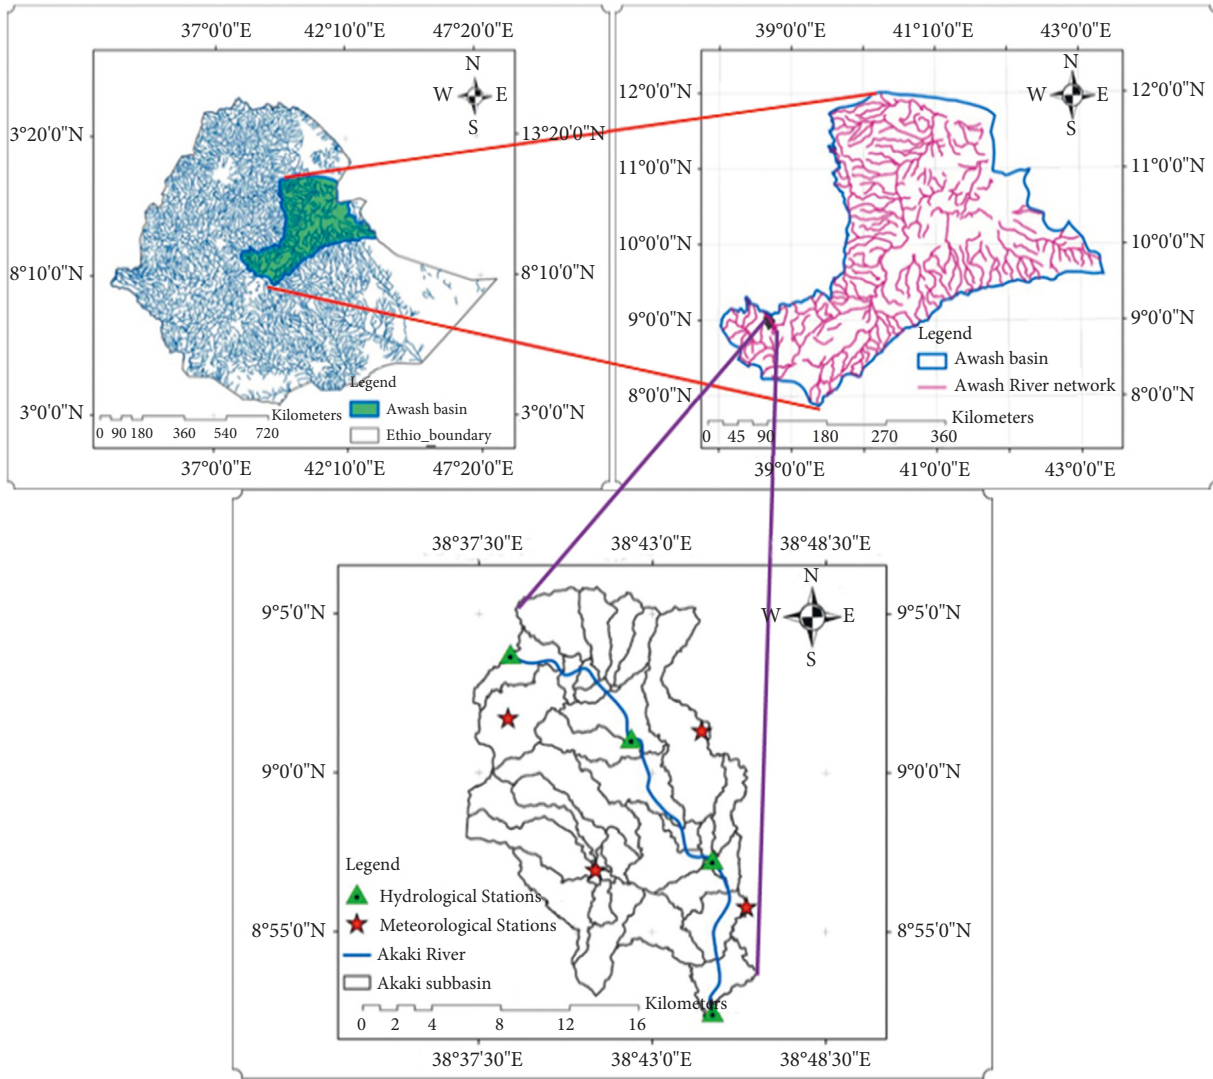 37°0'0"E 42°10'0"E 47°20'0"E
N
W E
S
3°20'0"N 13°20'0"N
8°10'0"N 8°10'0"N
3°0'0"N 3°0'0"N
Legend
Awash basin
Ethio_boundary
Kilometers
0 90 180 360 540 720
37°0'0"E 42°10'0"E 47°20'0"E
39°0'0"E 41°10'0"E 43°0'0"E
N
W E
S
12°0'0"N 12°0'0"N
11°0'0"N 11°0'0"N
10°0'0"N 10°0'0"N
9°0'0"N 9°0'0"N
8°0'0"N 8°0'0"N
Legend
Awash basin
Awash River network
Kilometers
0 45 90 180 270 360
39°0'0"E 41°0'0"E 43°0'0"E
38°37'30"E 38°43'0"E 38°48'30"E
N
W E
S
9°5'0"N 9°5'0"N
9°0'0"N 9°0'0"N
8°55'0"N 8°55'0"N
Legend
Hydrological Stations
Meteorological Stations
Akaki River
Akaki subbasin
Kilometers
0 2 4 8 12 16
38°37'30"E 38°43'0"E 38°48'30"E